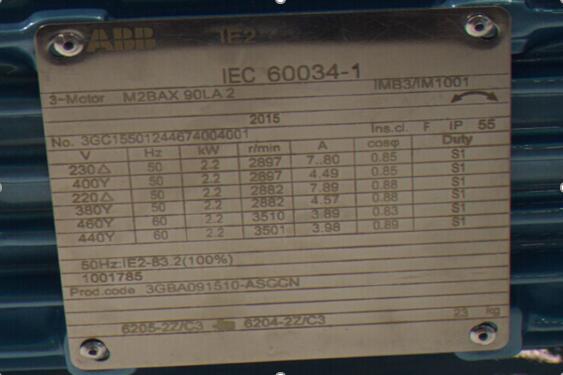 ABB IE2
IEC 60034-1
3~Motor M2BAX 90LA 2 IMB3/IM1001
2015
No. 3GC15501244674004001 Ins.cl. F IP 55
V Hz kW r/min A cosφ Duty
230△ 50 2.2 2897 7..80 0.85 S1
400Y 50 2.2 2897 4.49 0.85 S1
220△ 50 2.2 2882 7.89 0.88 S1
380Y 50 2.2 2882 4.57 0.88 S1
460Y 60 2.2 3510 3.89 0.83 S1
440Y 60 2.2 3501 3.98 0.89 S1
50Hz:IE2-83.2(100%)
1001785
Prod.code 3GBA091510-ASCCN
6205-2Z/C3 6204-2Z/C3 23 kg